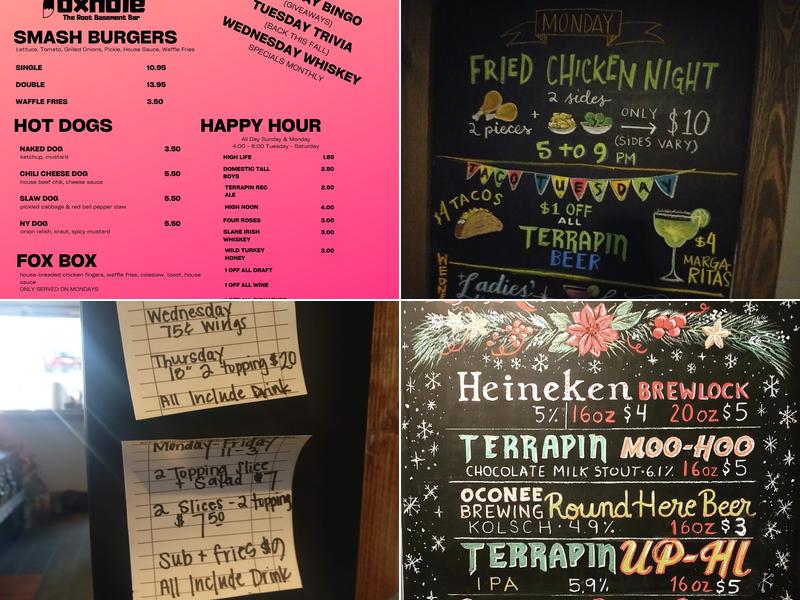 The Root Basement Bar
SMASH BURGERS
Lettuce, Tomato, Grilled Onions, Pickle, House Sauce, Waffle Fries
SINGLE 10.95
DOUBLE 13.95
WAFFLE FRIES 3.50
BINGO
(GIVEAWAYS)
TUESDAY TRIVIA
(BACK THIS FALL)
WEDNESDAY WHISKEY
SPECIALS MONTHLY
HOT DOGS
NAKED DOG 3.50
ketchup, mustard
CHILI CHEESE DOG 5.50
house beef chili, cheese sauce
SLAW DOG 5.50
pickled cabbage & red bell pepper slaw
NY DOG 5.50
onion relish, kraut, spicy mustard
FOX BOX
house-breaded chicken fingers, waffle fries, coleslaw, toast, house
sauce
ONLY SERVED ON MONDAYS
HAPPY HOUR
All Day Sunday & Monday
4:00 - 6:00 Tuesday - Saturday
HIGH LIFE 1.85
DOMESTIC TALL 2.50
BOYS
TERRAPIN REC 2.50
ALE
HIGH NOON 4.00
FOUR ROSES 3.00
SLANE IRISH 3.00
WHISKEY
WILD TURKEY 3.00
HONEY
1 OFF ALL DRAFT
1 OFF ALL WINE
MONDAY
FRIED CHICKEN NIGHT
2 sides
2 pieces + ONLY $10
(SIDES VARY)
5 to 9 PM
TACO TUESDAY
TACOS
$1 OFF
ALL
TERRAPIN
BEER
$4
MARGA-
RITAS
Ladies'
Wednesday
75¢ Wings
Thursday
18" 2 topping $20
All Include Drink
Monday-Friday
11-3
2 Topping Slice
+ Salad $7
2 Slices - 2 topping
$7.50
Sub + fries
All Include Drink
Heineken BREWLOCK
5% 16oz $4 20oz $5
TERRAPIN MOO-HOO
CHOCOLATE MILK STOUT·6.1% 16oz $5
OCONEE
BREWING Round Here Beer
KOLSCH·4.9% 16oz $3
TERRAPIN UP-HI
IPA 5.9% 16oz $5